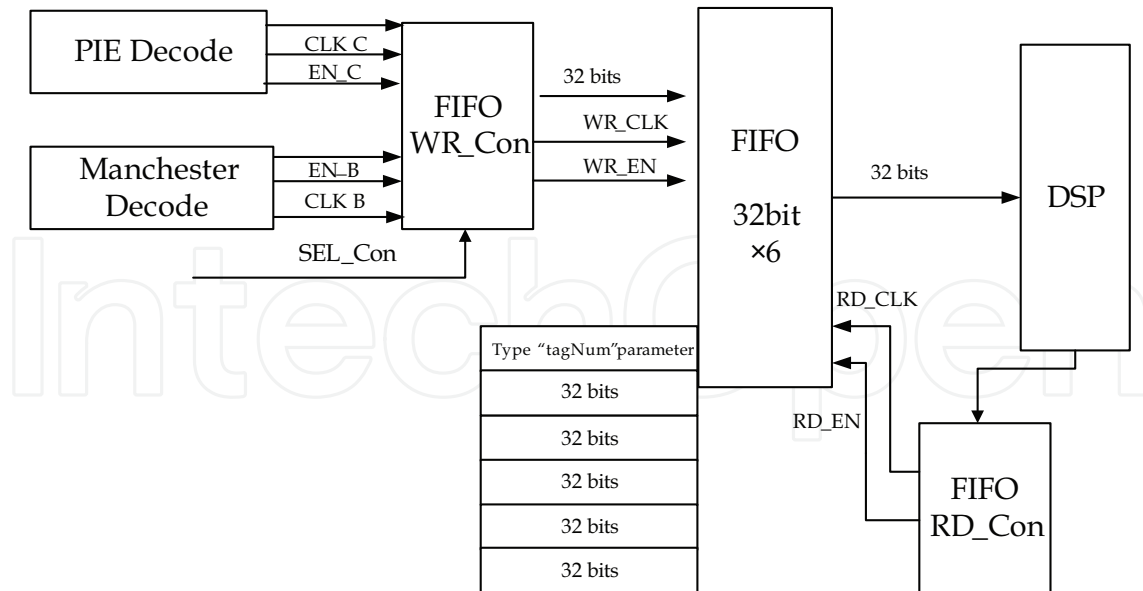 PIE Decode
CLK C
EN_C
Manchester
Decode
EN_B
CLK B
SEL_Con
FIFO
WR_Con
32 bits
WR_CLK
WR_EN
FIFO
32bit
×6
32 bits
DSP
RD_CLK
RD_EN
FIFO
RD_Con
Type “tagNum”parameter
32 bits
32 bits
32 bits
32 bits
32 bits
IntechOpen